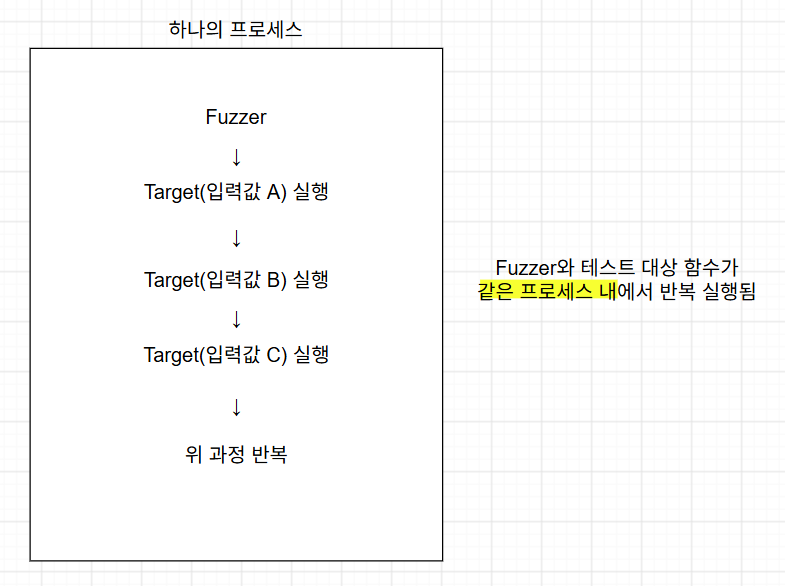 하나의 프로세스
Fuzzer
↓
Target(입력값 A) 실행
↓
Target(입력값 B) 실행
↓
Target(입력값 C) 실행
↓
위 과정 반복
Fuzzer와 테스트 대상 함수가
같은 프로세스 내에서 반복 실행됨